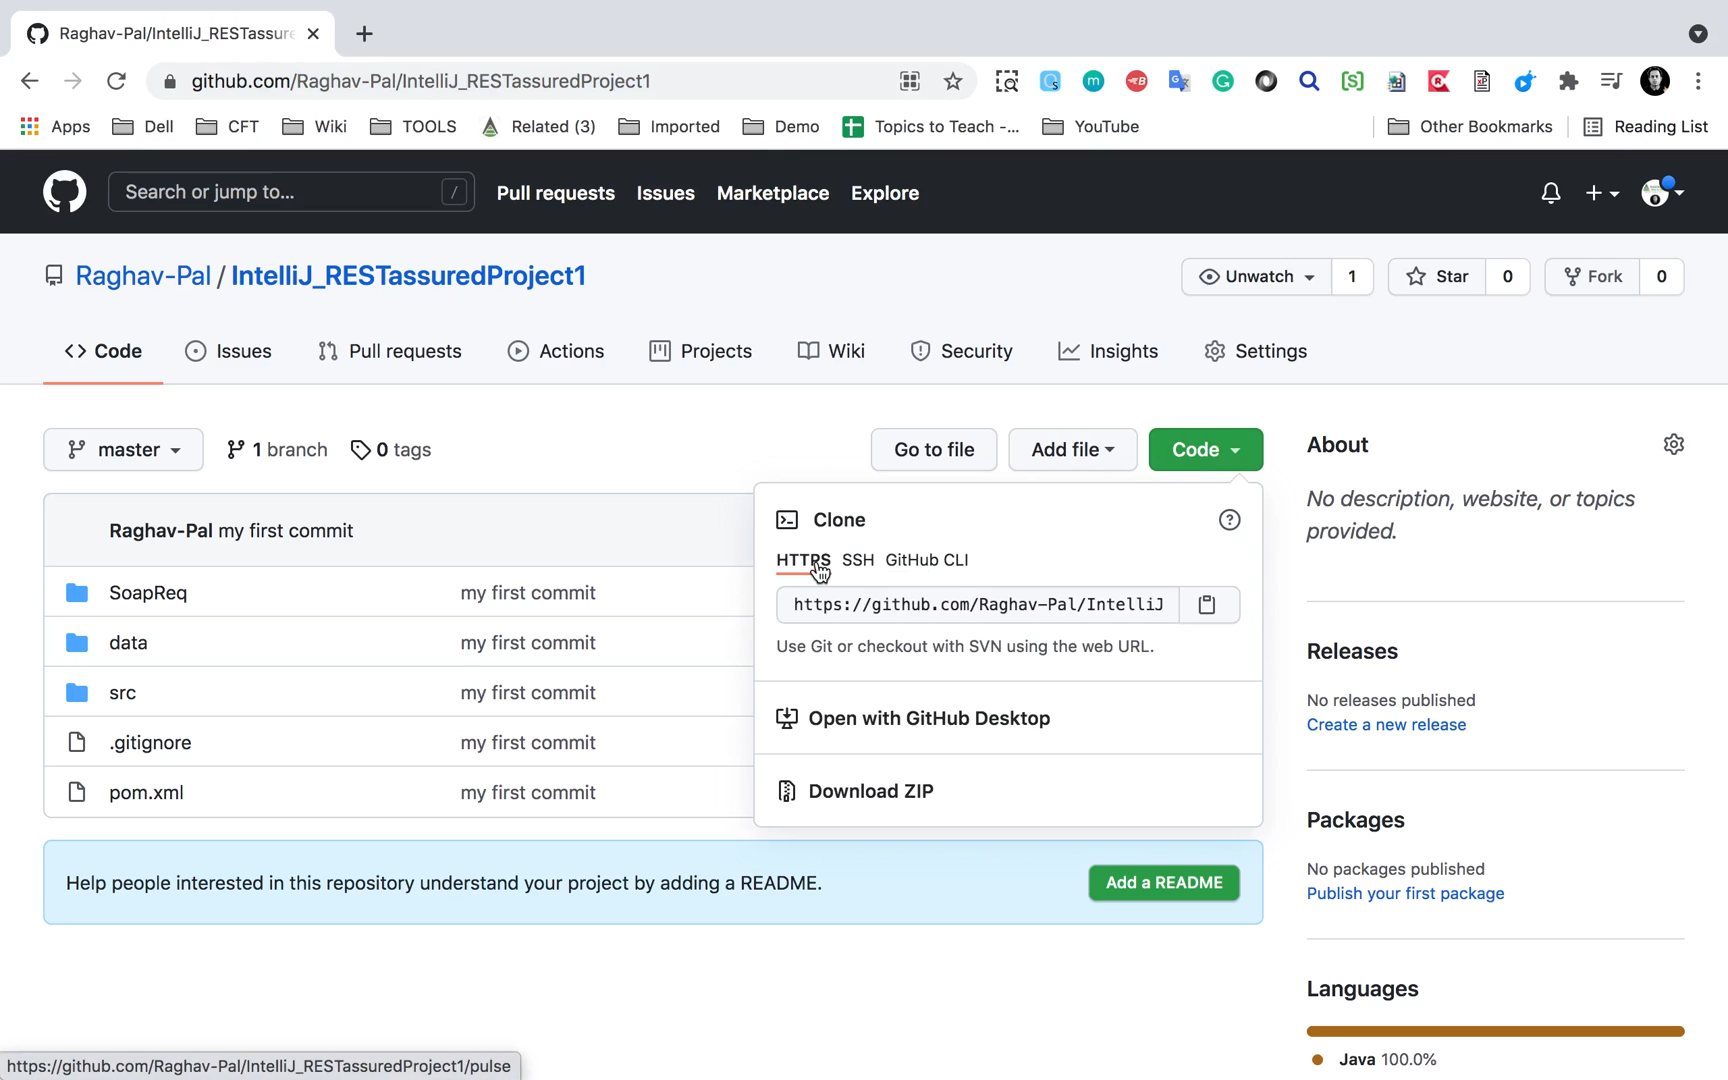 Raghav-Pal/IntelliJ_RESTassure
github.com/Raghav-Pal/IntelliJ_RESTassuredProject1
Apps Dell CFT Wiki TOOLS Related (3) Imported Demo Topics to Teach -... YouTube Other Bookmarks Reading List
Search or jump to... / Pull requests Issues Marketplace Explore
Raghav-Pal / IntelliJ_RESTassuredProject1 Unwatch 1 Star 0 Fork 0
<> Code Issues Pull requests Actions Projects Wiki Security Insights Settings
master 1 branch 0 tags Go to file Add file Code
Raghav-Pal my first commit
SoapReq my first commit
data my first commit
src my first commit
.gitignore my first commit
pom.xml my first commit
Clone
HTTPS SSH GitHub CLI
https://github.com/Raghav-Pal/IntelliJ
Use Git or checkout with SVN using the web URL.
Open with GitHub Desktop
Download ZIP
Help people interested in this repository understand your project by adding a README. Add a README
About
No description, website, or topics
provided.
Releases
No releases published
Create a new release
Packages
No packages published
Publish your first package
Languages
Java 100.0%
https://github.com/Raghav-Pal/IntelliJ_RESTassuredProject1/pulse